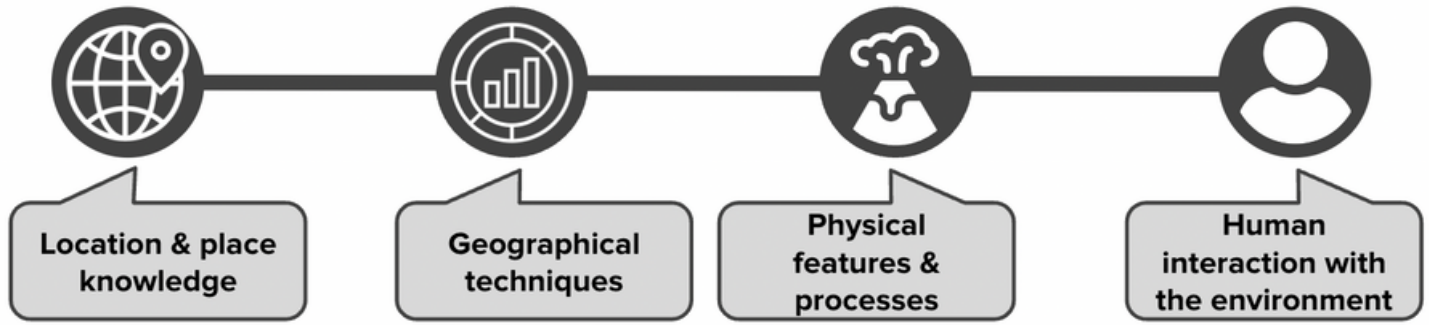 Location & place
knowledge
Geographical
techniques
Physical
features &
processes
Human
interaction with
the environment